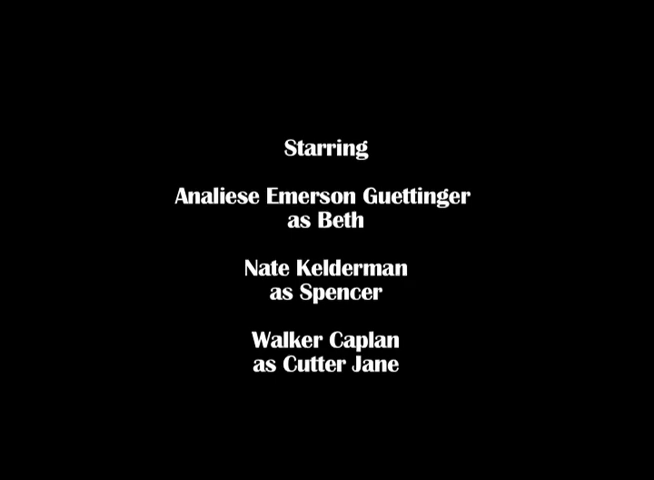 Starring
Analiese Emerson Guettinger
as Beth
Nate Kelderman
as Spencer
Walker Caplan
as Cutter Jane